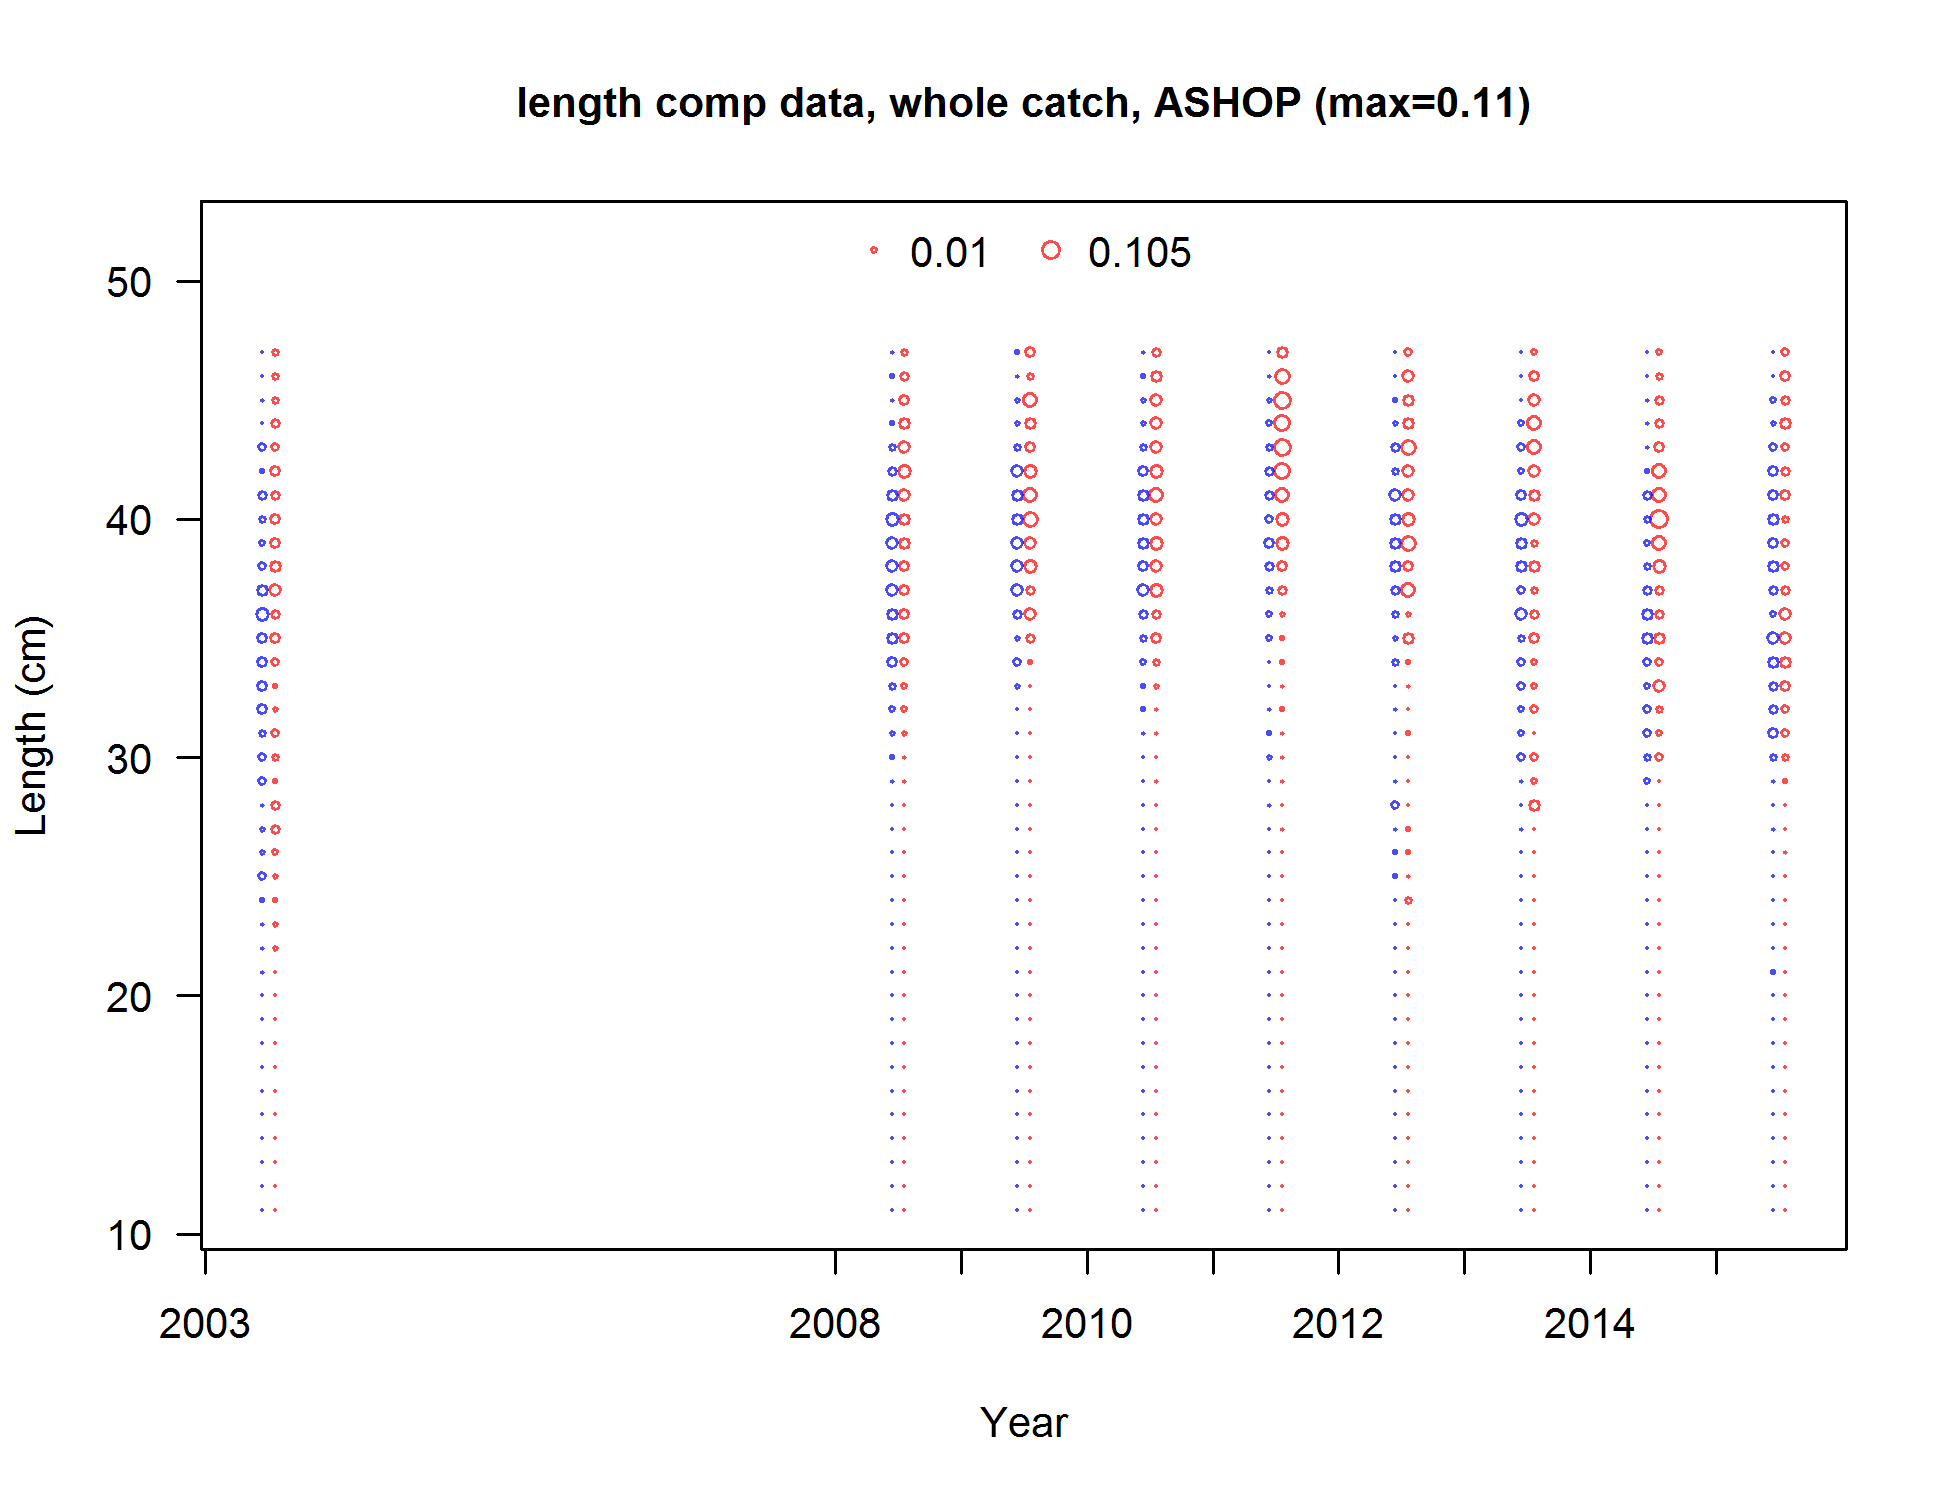 length comp data, whole catch, ASHOP (max=0.11)
0.01 0.105
50
40
30
20
10
Length (cm)
2003 2008 2010 2012 2014
Year